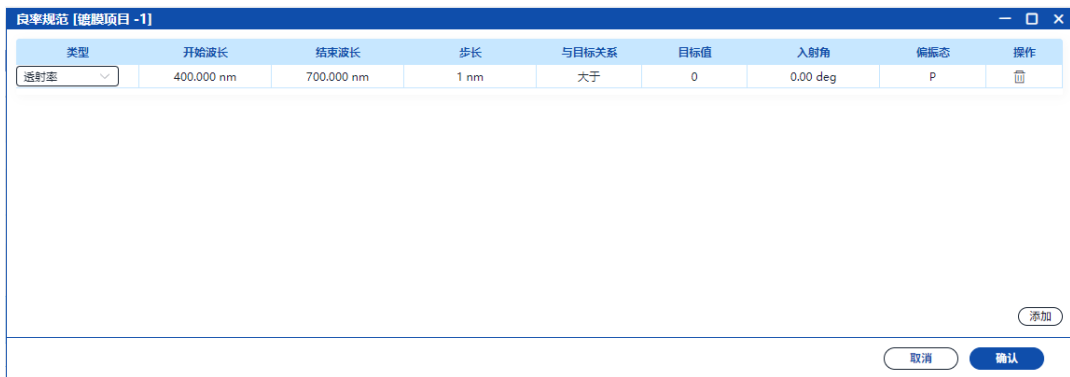 良率规范 [镀膜项目 -1]
类型 开始波长 结束波长 步长 与目标关系 目标值 入射角 偏振态 操作
透射率 400.000 nm 700.000 nm 1 nm 大于 0 0.00 deg P
添加
取消 确认